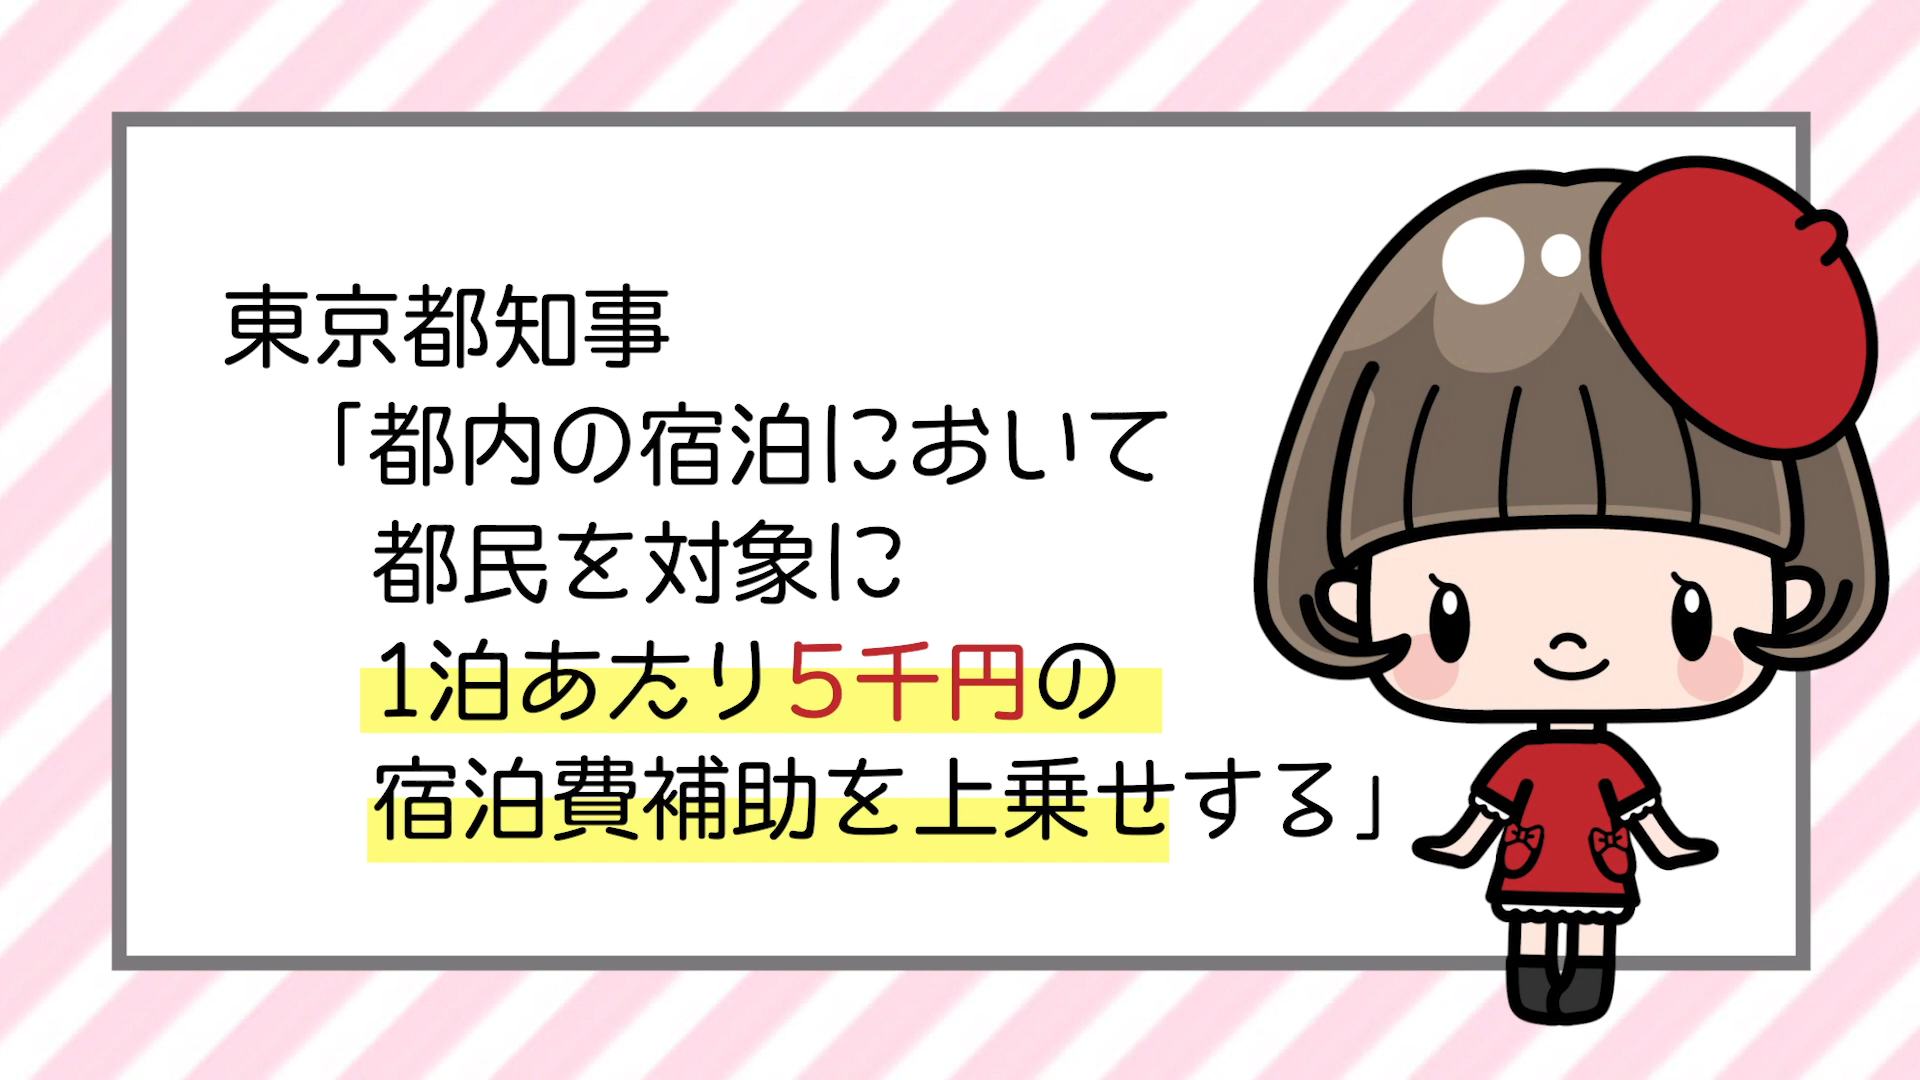 東京都知事
「都内の宿泊において
都民を対象に
1泊あたり5千円の
宿泊費補助を上乗せする」